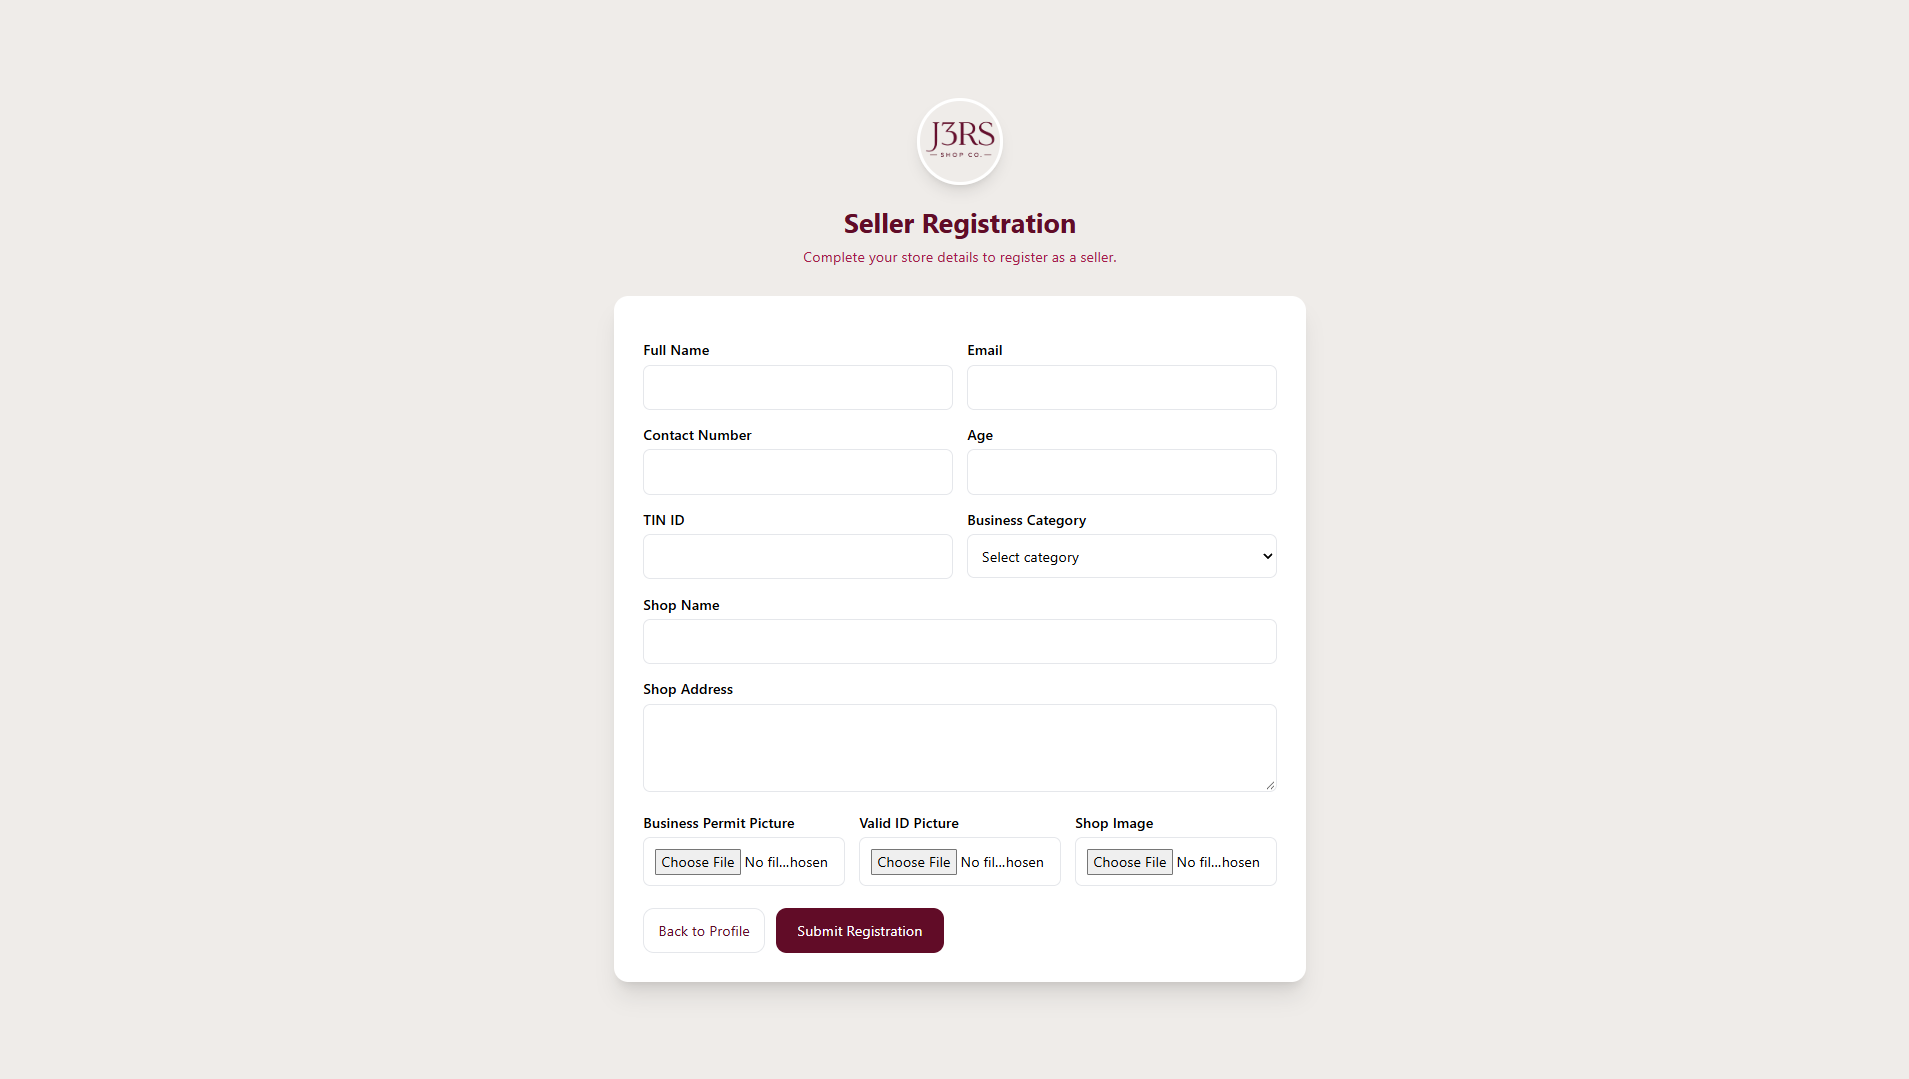 J3RS
SHOP CO.
Seller Registration
Complete your store details to register as a seller.
Full Name Email
Contact Number Age
TIN ID Business Category
Select category
Shop Name
Shop Address
Business Permit Picture Valid ID Picture Shop Image
Choose File No fil...hosen Choose File No fil...hosen Choose File No fil...hosen
Back to Profile Submit Registration